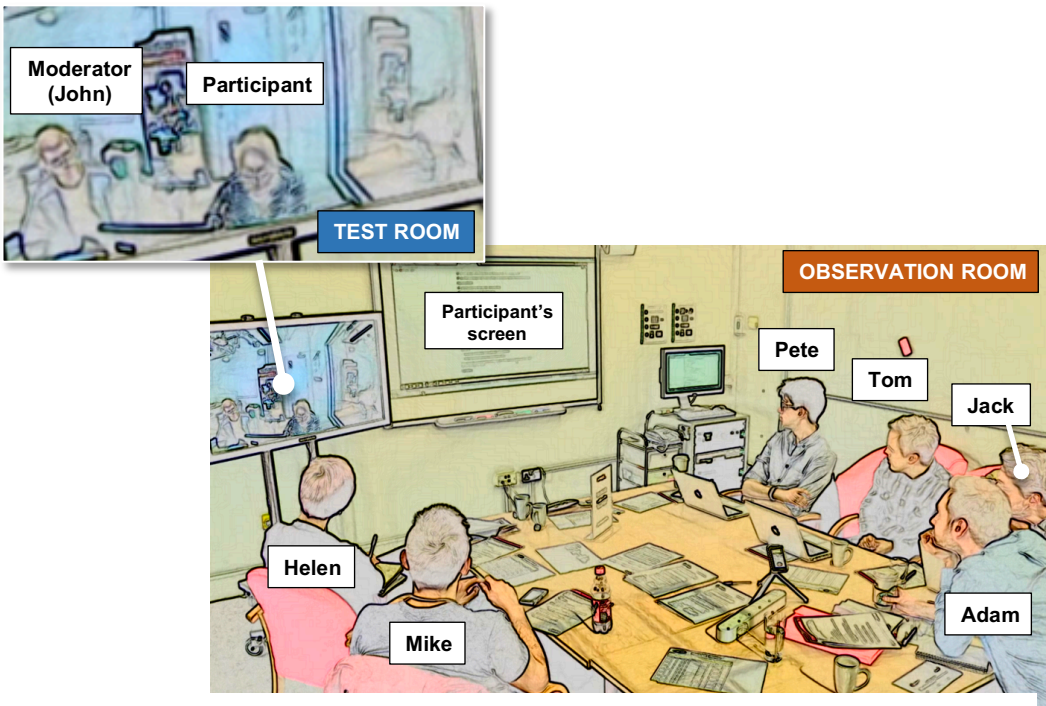 Moderator
(John)
Participant
TEST ROOM
OBSERVATION ROOM
Participant's
screen
Pete
Tom
Jack
Helen
Mike
Adam